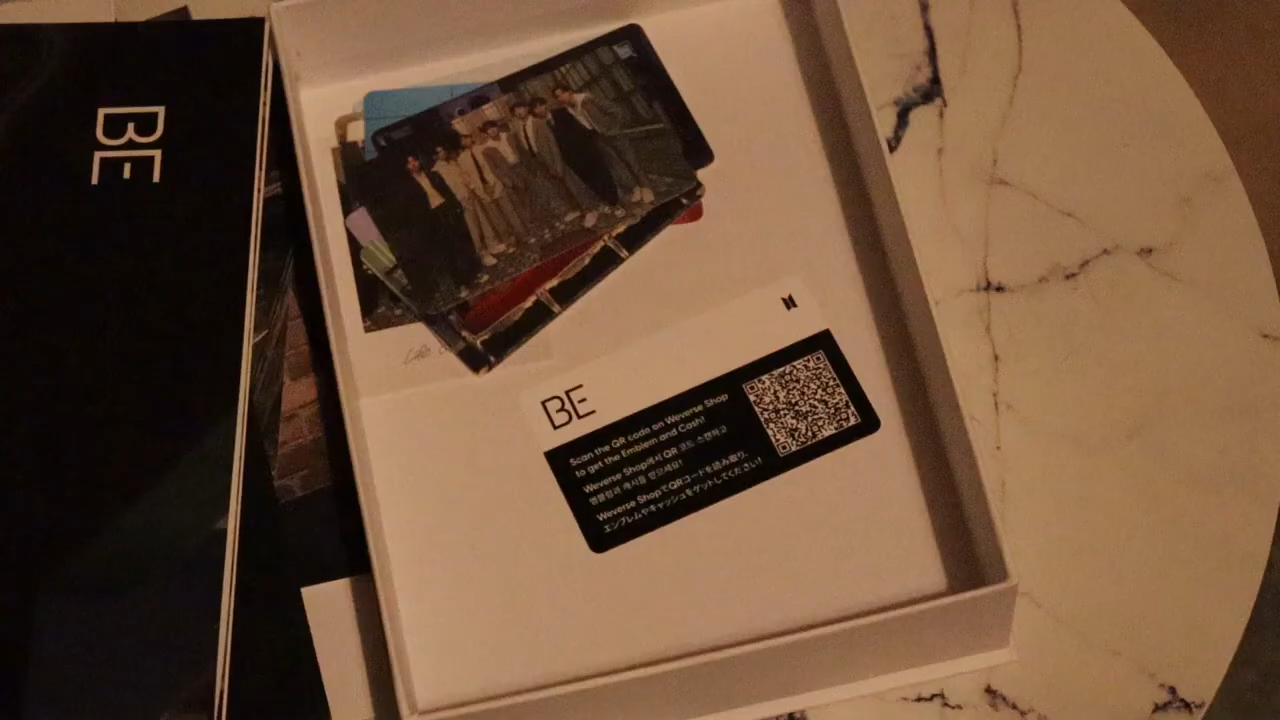 BE
BE
Scan the QR code on Weverse Shop
to get the Emblem and Cash!
Weverse Shop에서 QR 코드 스캔하고
엠블럼과 캐시를 받으세요!
Weverse ShopでQRコードを読み取り、
エンブレムやキャッシュをゲットしてください!